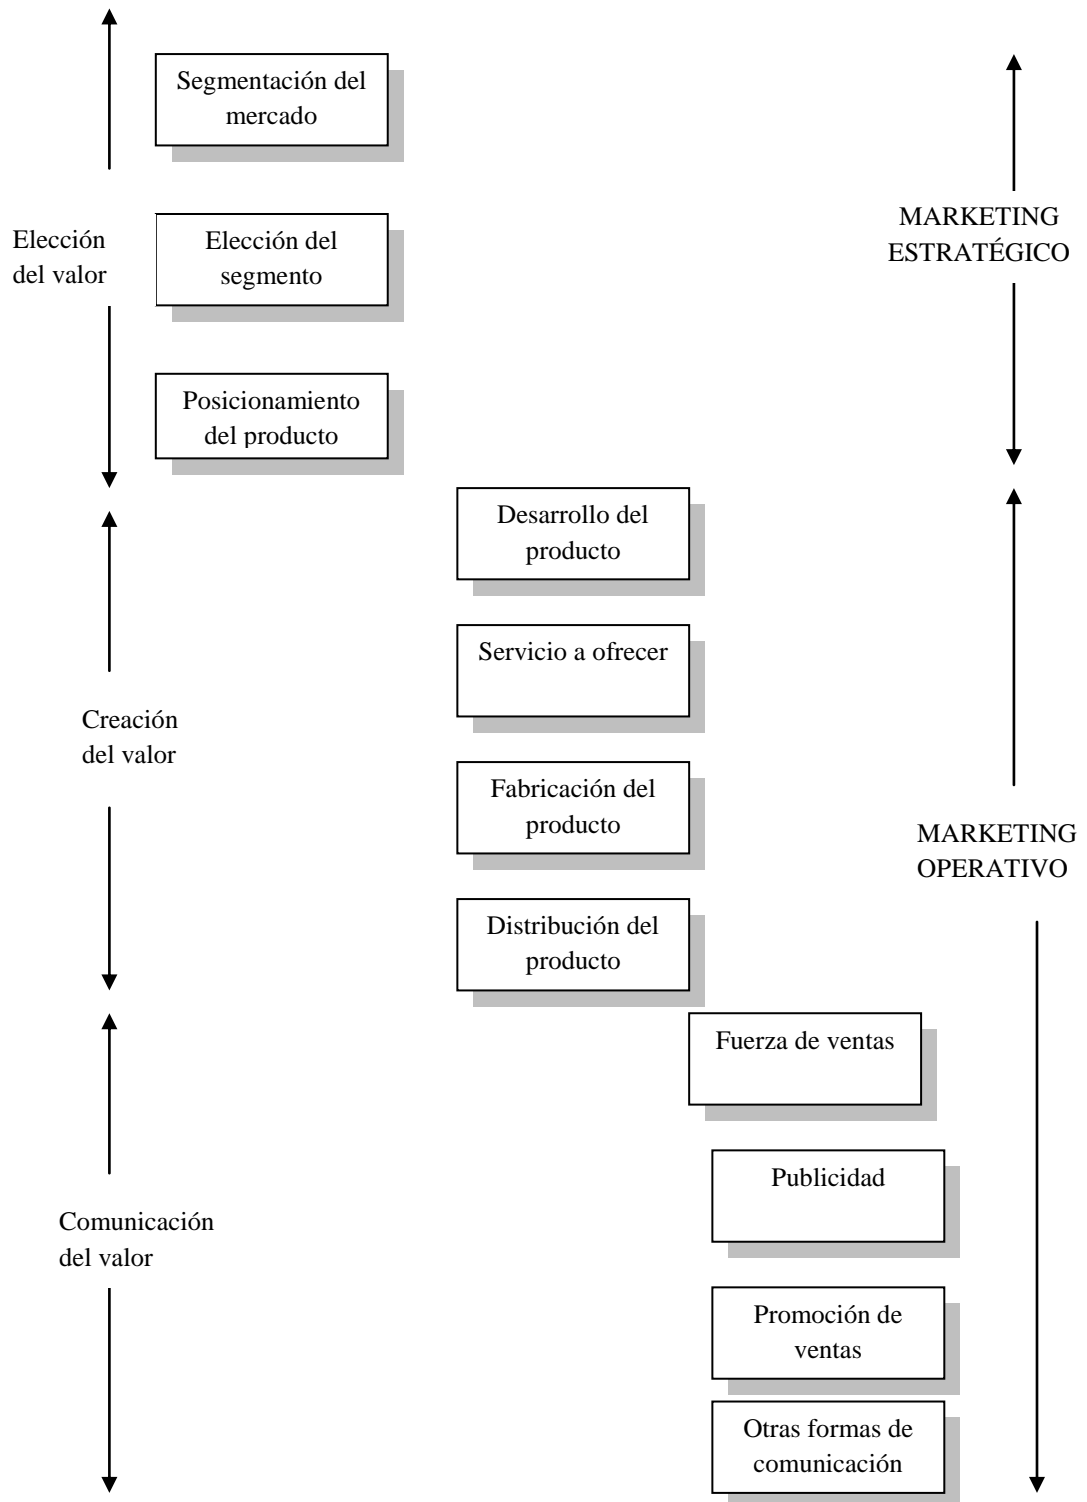 Segmentación del
mercado
MARKETING
ESTRATÉGICO
Elección
del valor
Elección del
segmento
Posicionamiento
del producto
Desarrollo del
producto
Servicio a ofrecer
Creación
del valor
Fabricación del
producto
MARKETING
OPERATIVO
Distribución del
producto
Fuerza de ventas
Publicidad
Comunicación
del valor
Promoción de
ventas
Otras formas de
comunicación